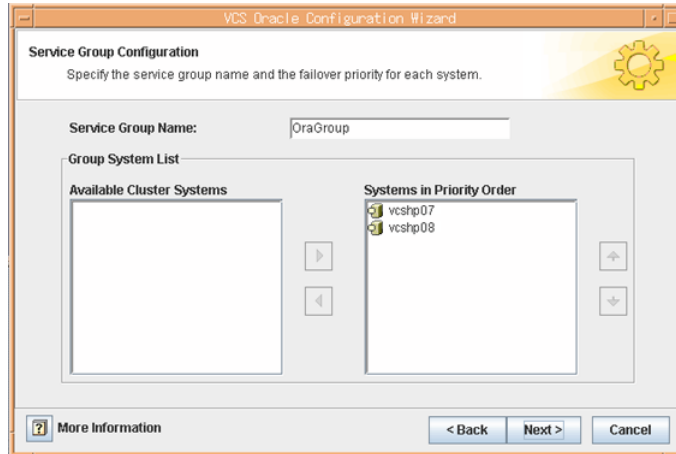 VCS Oracle Configuration Wizard
Service Group Configuration
Specify the service group name and the failover priority for each system.
Service Group Name:
OraGroup
Group System List
Available Cluster Systems
Systems in Priority Order
vcshp07
vcshp08
More Information
< Back
Next >
Cancel